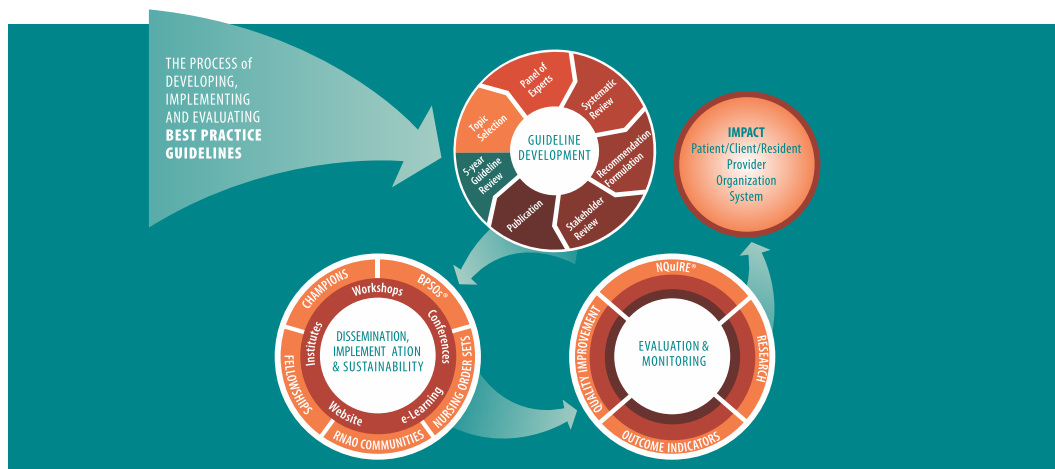 THE PROCESS of
DEVELOPING,
IMPLEMENTING
AND EVALUATING
BEST PRACTICE
GUIDELINES
GUIDELINE
DEVELOPMENT
Topic
Selection
Panel of
Experts
Systematic
Review
Recommendation
Formulation
Stakeholder
Review
Publication
5-year
Guideline
Review
IMPACT
Patient/Client/Resident
Provider
Organization
System
DISSEMINATION,
IMPLEMENT ATION
& SUSTAINABILITY
CHAMPIONS
BPSOs®
NURSING ORDER SETS
RNAO COMMUNITIES
FELLOWSHIPS
Workshops
Conferences
e-Learning
Website
Institutes
EVALUATION &
MONITORING
NQuIRE®
RESEARCH
OUTCOME INDICATORS
QUALITY IMPROVEMENT